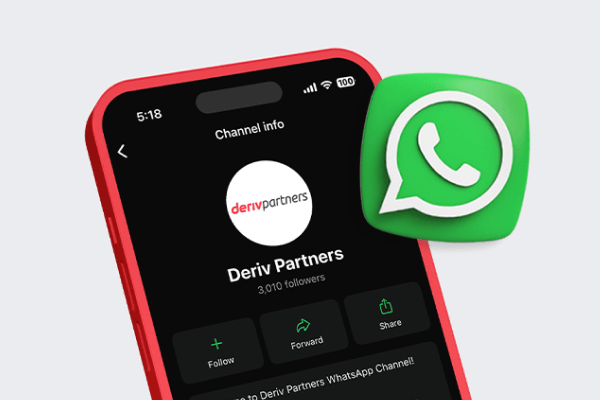 5:18
100
Channel info
derivpartners
Deriv Partners
3,010 followers
Follow
Forward
Share
to Deriv Partners WhatsApp Channel!